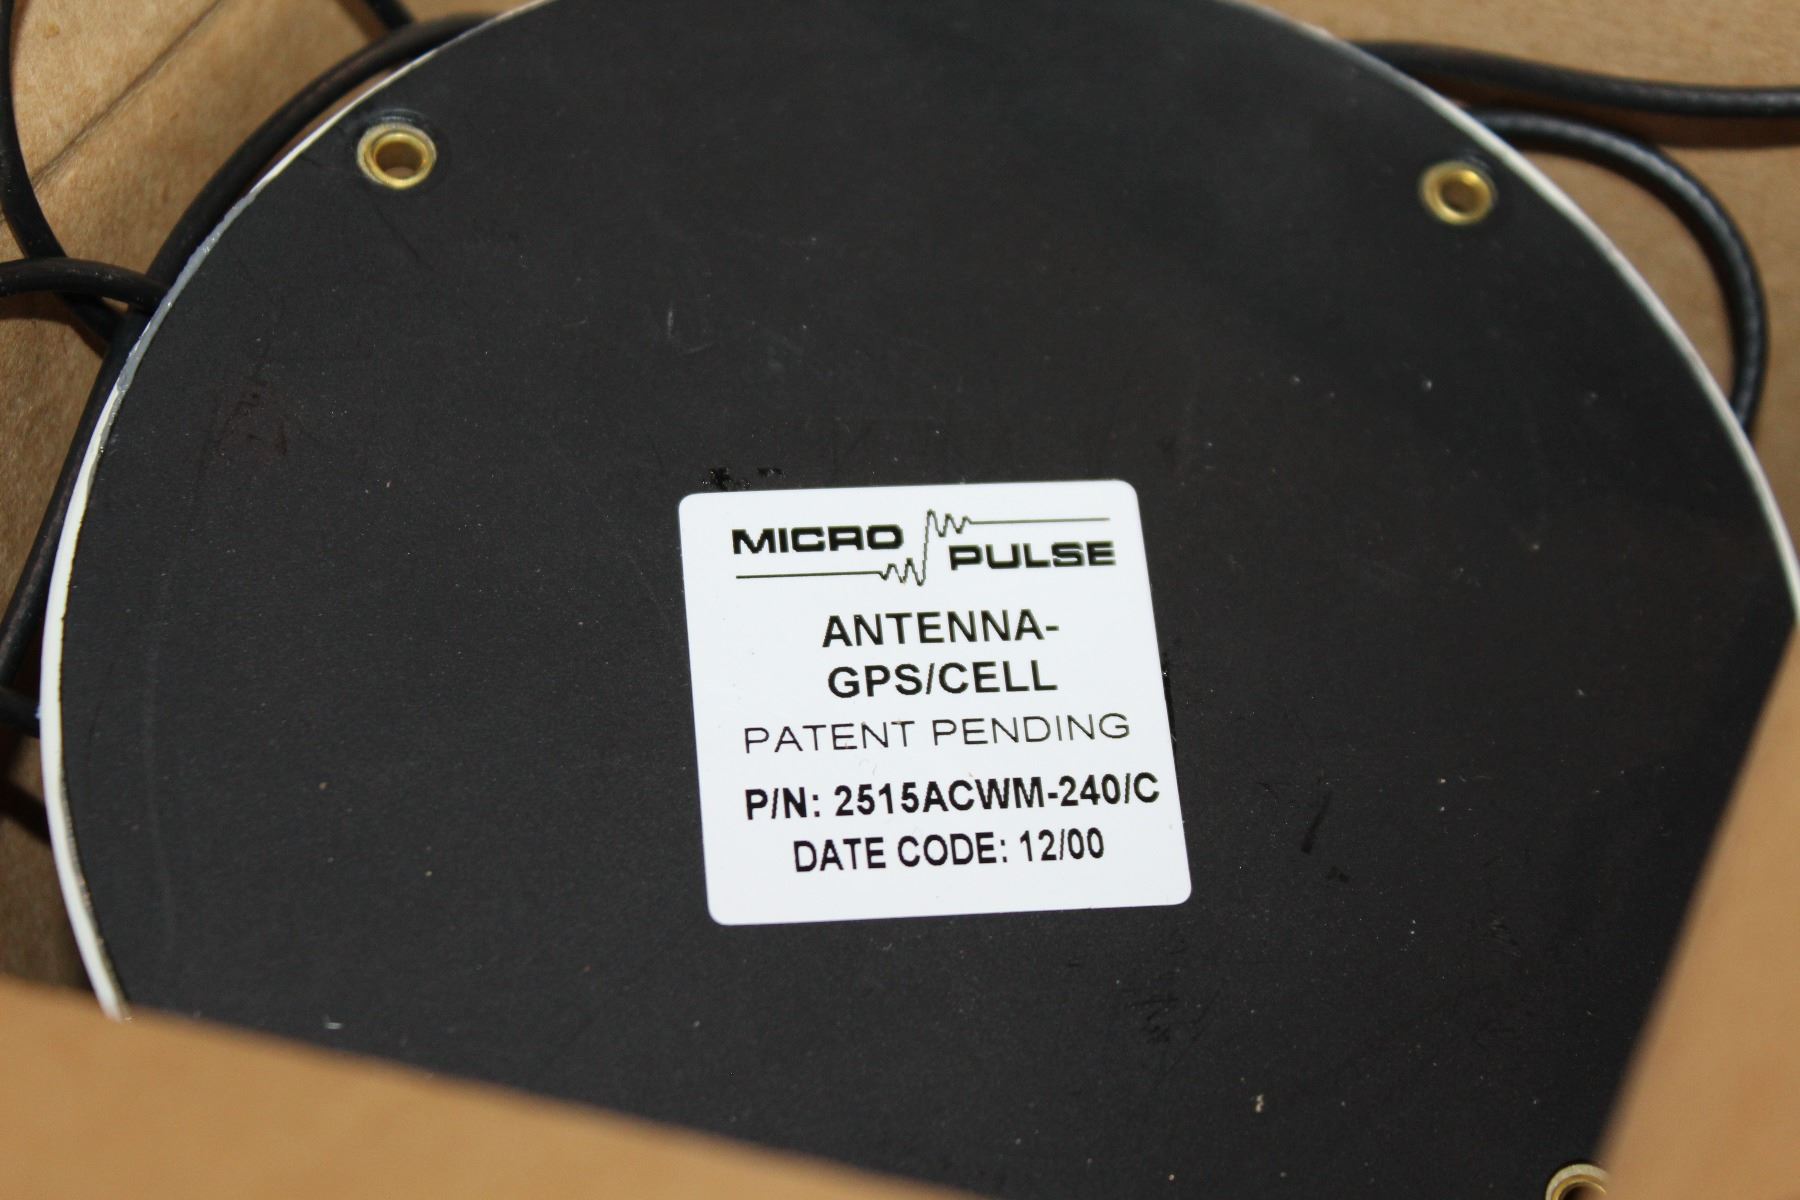 MICRO PULSE
ANTENNA-
GPS/CELL
PATENT PENDING
P/N: 2515ACWM-240/C
DATE CODE: 12/00